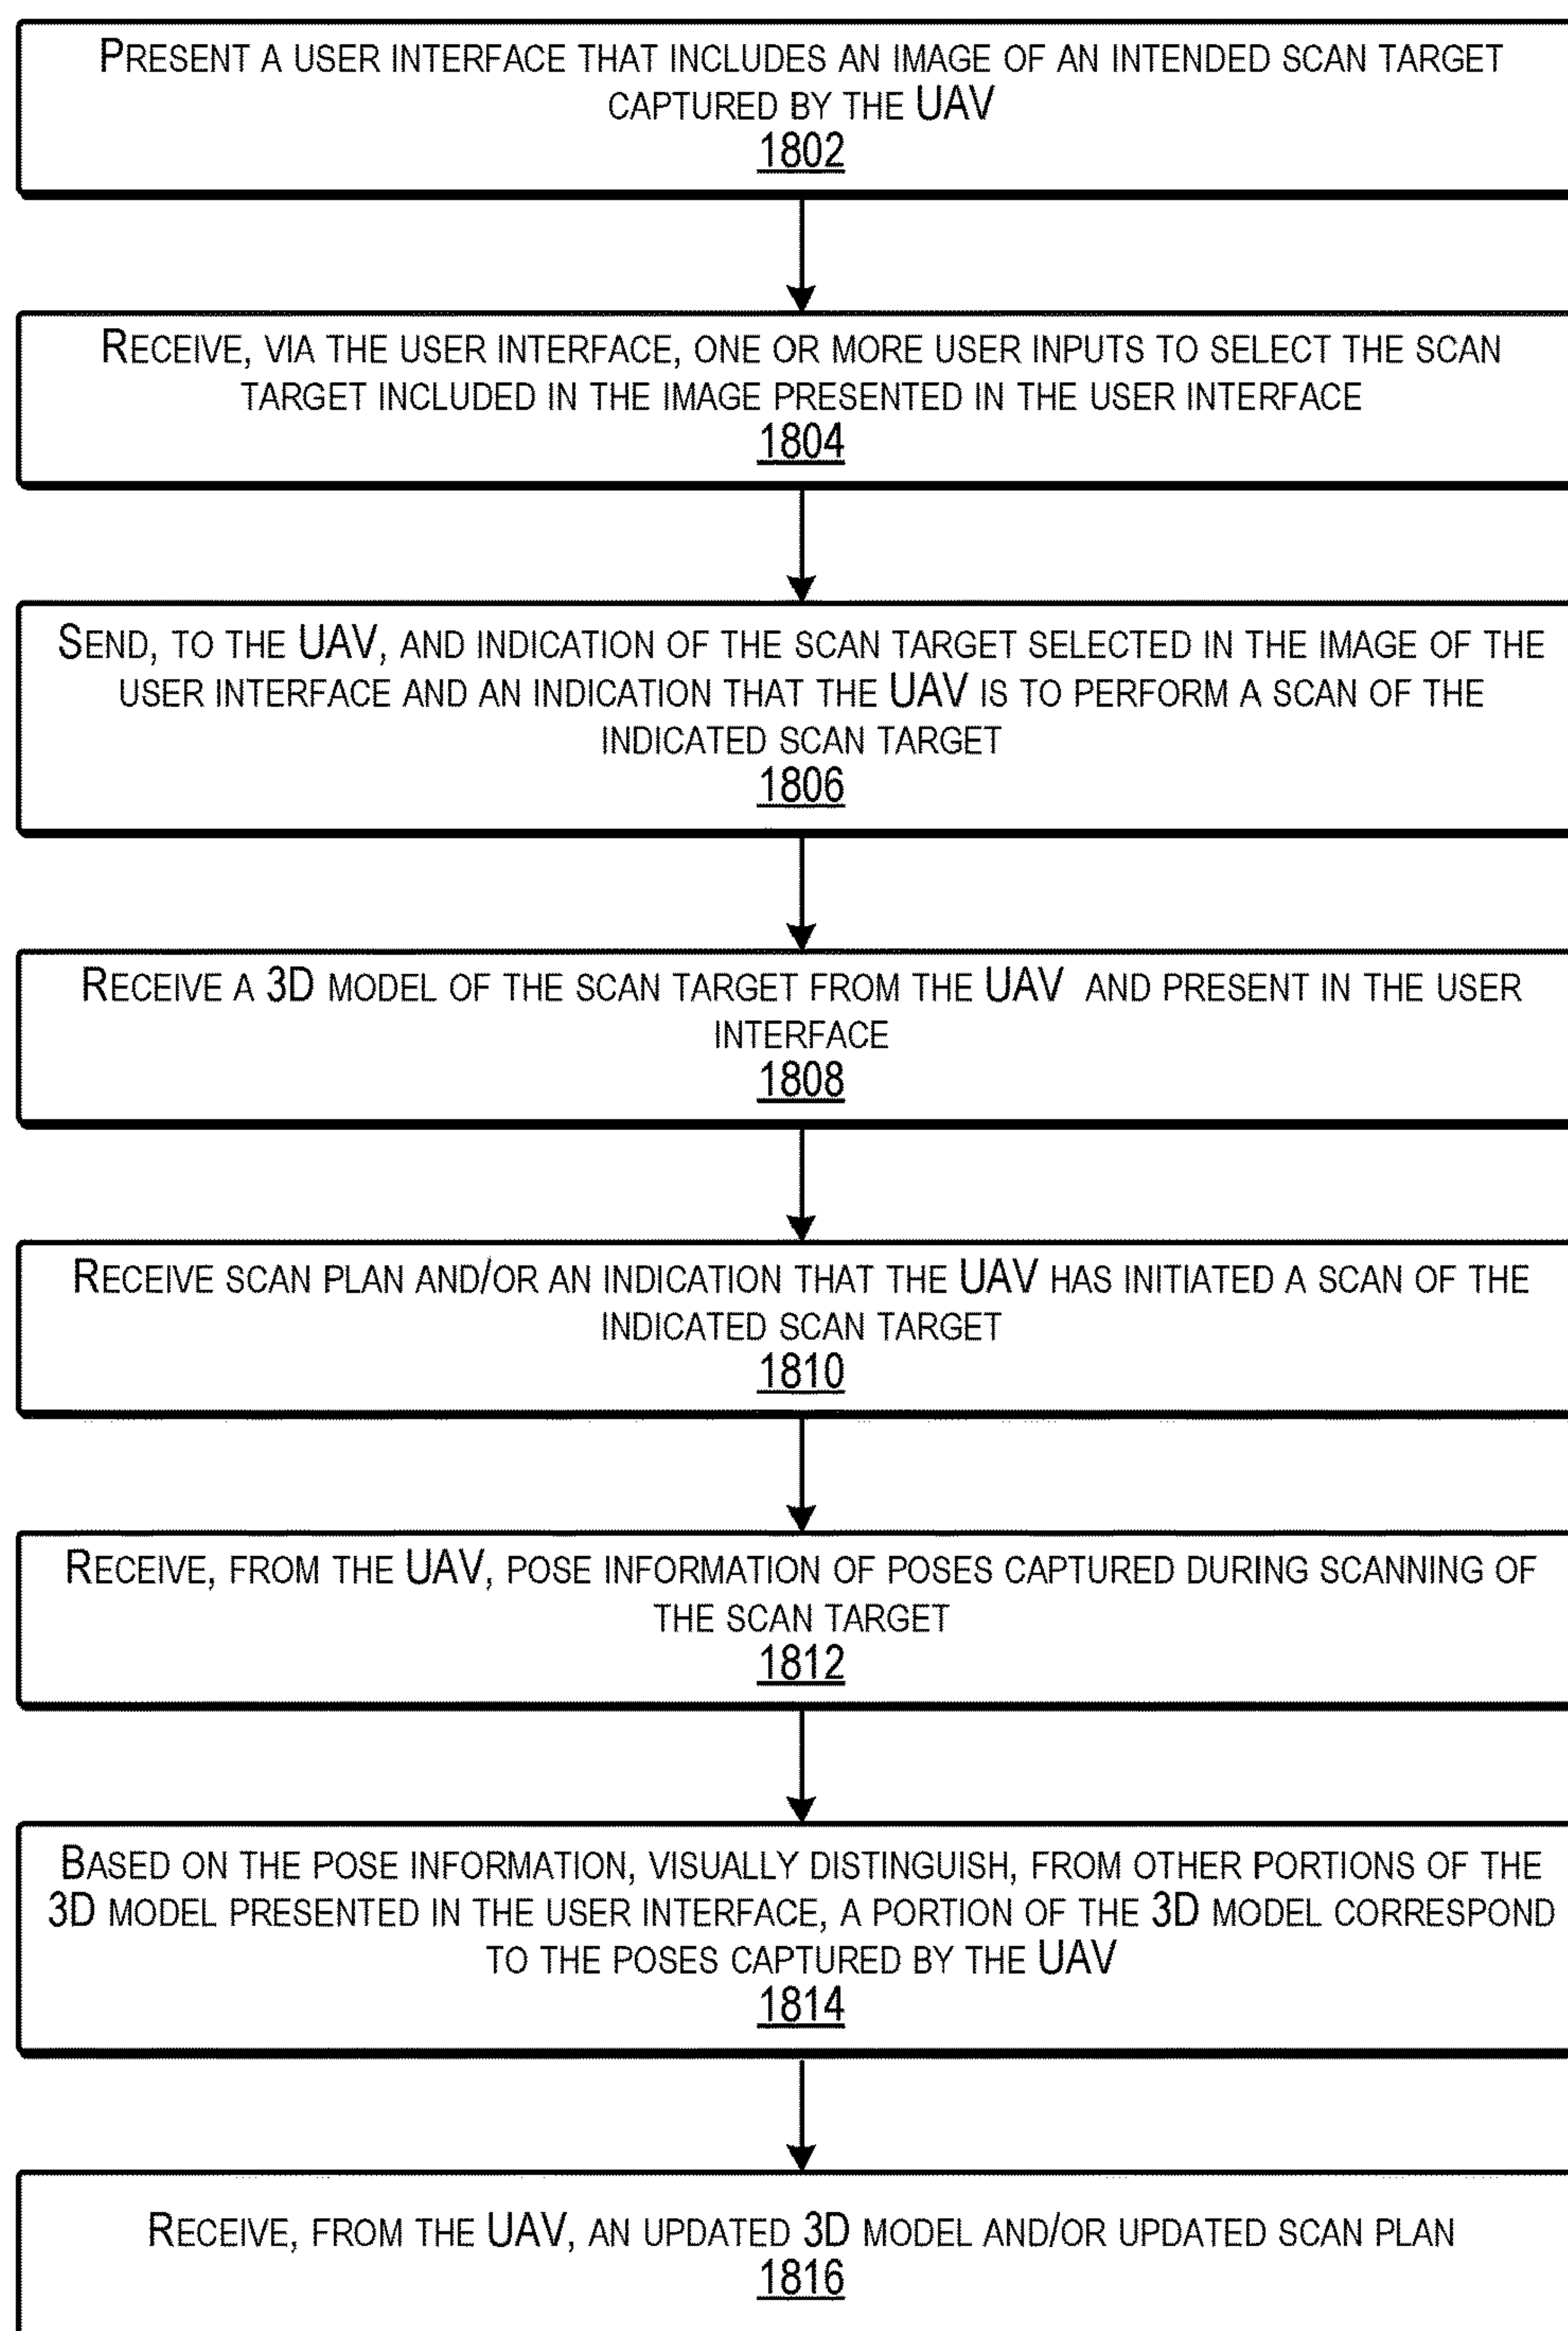 PRESENT A USER INTERFACE THAT INCLUDES AN IMAGE OF AN INTENDED SCAN TARGET
CAPTURED BY THE UAV
1802
RECEIVE, VIA THE USER INTERFACE, ONE OR MORE USER INPUTS TO SELECT THE SCAN
TARGET INCLUDED IN THE IMAGE PRESENTED IN THE USER INTERFACE
1804
SEND, TO THE UAV, AND INDICATION OF THE SCAN TARGET SELECTED IN THE IMAGE OF THE
USER INTERFACE AND AN INDICATION THAT THE UAV IS TO PERFORM A SCAN OF THE
INDICATED SCAN TARGET
1806
RECEIVE A 3D MODEL OF THE SCAN TARGET FROM THE UAV AND PRESENT IN THE USER
INTERFACE
1808
RECEIVE SCAN PLAN AND/OR AN INDICATION THAT THE UAV HAS INITIATED A SCAN OF THE
INDICATED SCAN TARGET
1810
RECEIVE, FROM THE UAV, POSE INFORMATION OF POSES CAPTURED DURING SCANNING OF
THE SCAN TARGET
1812
BASED ON THE POSE INFORMATION, VISUALLY DISTINGUISH, FROM OTHER PORTIONS OF THE
3D MODEL PRESENTED IN THE USER INTERFACE, A PORTION OF THE 3D MODEL CORRESPOND
TO THE POSES CAPTURED BY THE UAV
1814
RECEIVE, FROM THE UAV, AN UPDATED 3D MODEL AND/OR UPDATED SCAN PLAN
1816